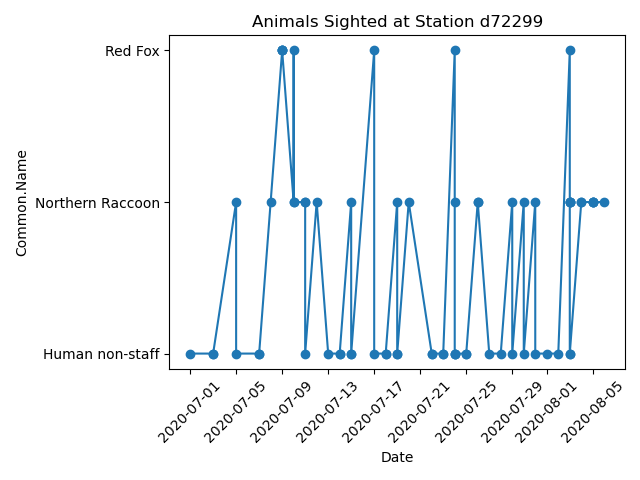 Animals Sighted at Station d72299
Red Fox
Northern Raccoon
Human non-staff
Common.Name
2020-07-01
2020-07-05
2020-07-09
2020-07-13
2020-07-17
2020-07-21
2020-07-25
2020-07-29
2020-08-01
2020-08-05
Date